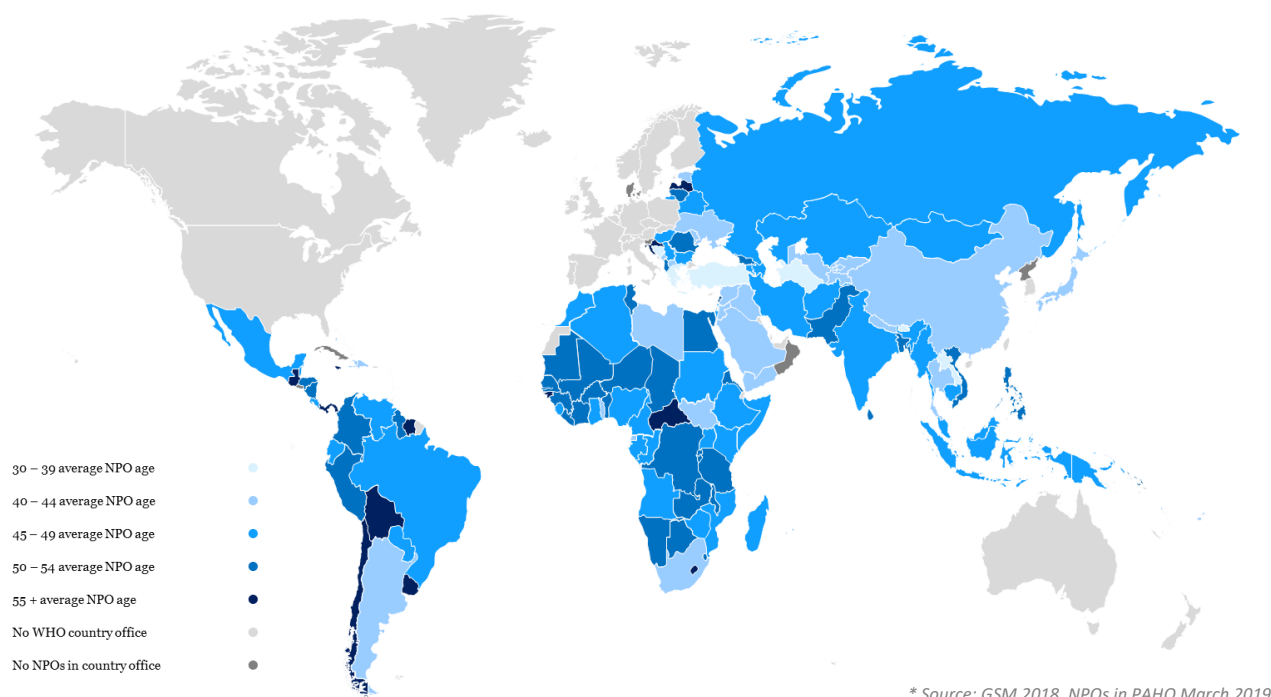 30 – 39 average NPO age
40 – 44 average NPO age
45 – 49 average NPO age
50 – 54 average NPO age
55 + average NPO age
No WHO country office
No NPOs in country office
* Source: GSM 2018, NPOs in PAHO March 2019